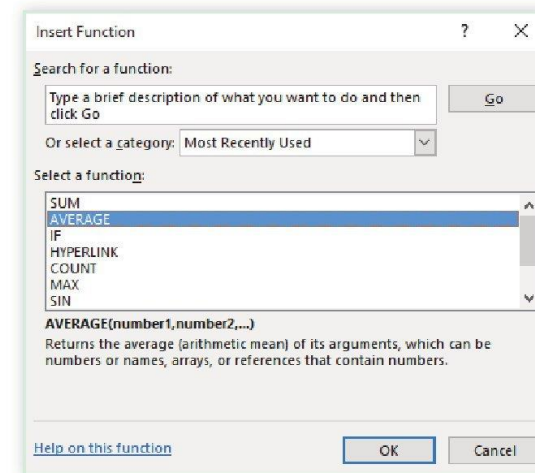 Insert Function ? X
Search for a function:
Type a brief description of what you want to do and then
click Go
Go
Or select a category: Most Recently Used
Select a function:
SUM
AVERAGE
IF
HYPERLINK
COUNT
MAX
SIN
AVERAGE(number1,number2,...)
Returns the average (arithmetic mean) of its arguments, which can be
numbers or names, arrays, or references that contain numbers.
Help on this function
OK
Cancel